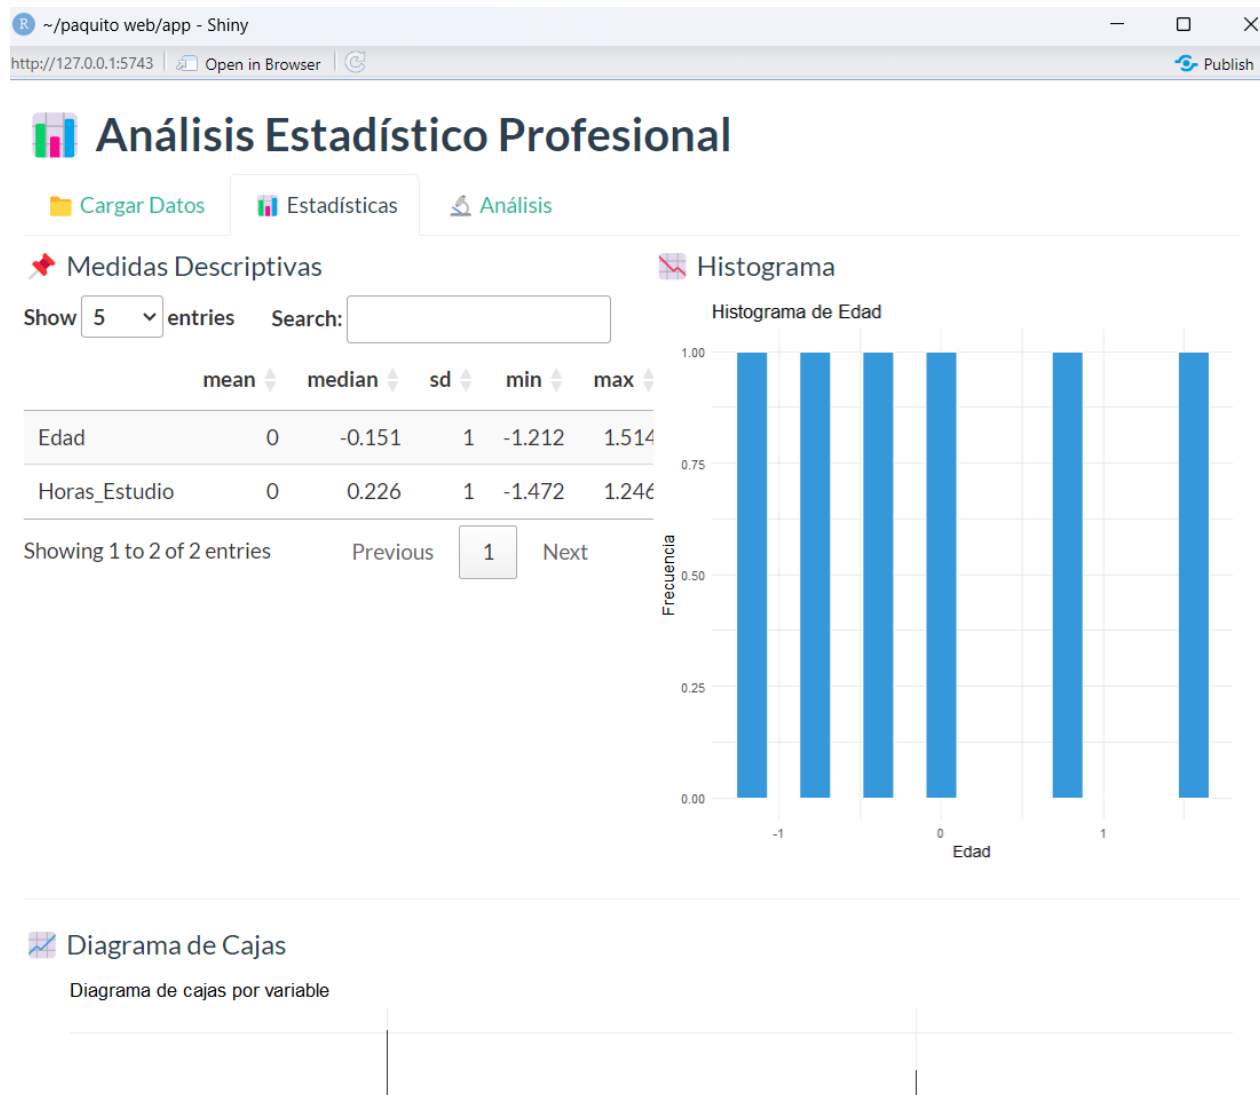 R ~/paquito web/app - Shiny
http://127.0.0.1:5743 Open in Browser Publish
Análisis Estadístico Profesional
Cargar Datos Estadísticas Análisis
Medidas Descriptivas
Show 5 entries Search:
mean median sd min max
Edad 0 -0.151 1 -1.212 1.514
Horas_Estudio 0 0.226 1 -1.472 1.246
Showing 1 to 2 of 2 entries Previous 1 Next
Histograma
Histograma de Edad
1.00
0.75
0.50
0.25
0.00
Frecuencia
-1 0 1
Edad
Diagrama de Cajas
Diagrama de cajas por variable